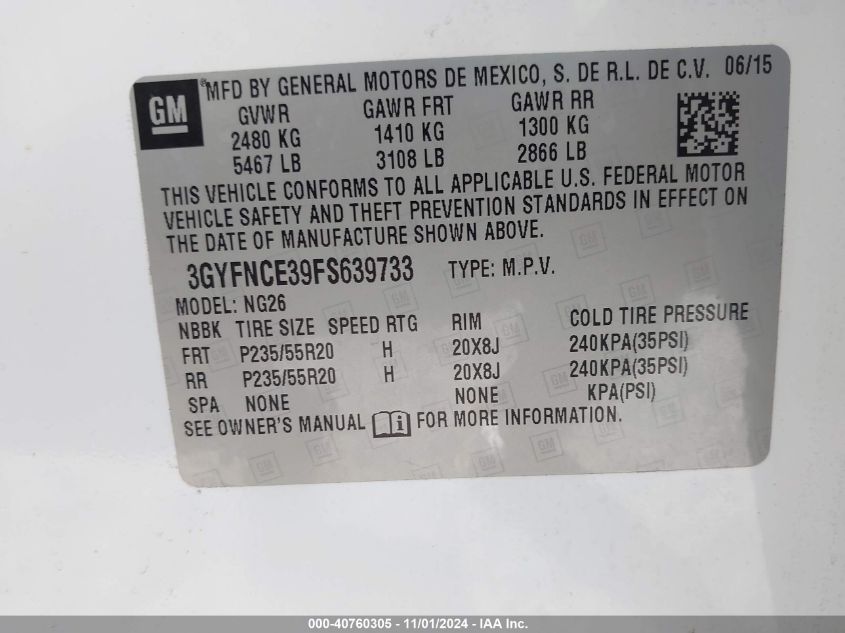 GM
®MFD BY GENERAL MOTORS DE MEXICO, S. DE R.L. DE C.V. 06/15
GVWR GAWR FRT GAWR RR
2480 KG 1410 KG 1300 KG
5467 LB 3108 LB 2866 LB
THIS VEHICLE CONFORMS TO ALL APPLICABLE U.S. FEDERAL MOTOR
VEHICLE SAFETY AND THEFT PREVENTION STANDARDS IN EFFECT ON
THE DATE OF MANUFACTURE SHOWN ABOVE.
3GYFNCE39FS639733 TYPE: M.P.V.
MODEL: NG26
NBBK TIRE SIZE SPEED RTG RIM COLD TIRE PRESSURE
FRT P235/55R20 H 20X8J 240KPA(35PSI)
RR P235/55R20 H 20X8J 240KPA(35PSI)
SPA NONE NONE KPA(PSI)
SEE OWNER'S MANUAL i FOR MORE INFORMATION.
000-40760305 - 11/01/2024 - IAA Inc.